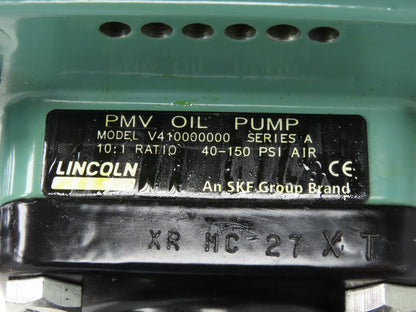 PMV OIL PUMP
MODEL V410000000 SERIES A
10:1 RATIO 40-150 PSI AIR
LINCOLN
CE
An SKF Group Brand
XR MC 27 X T